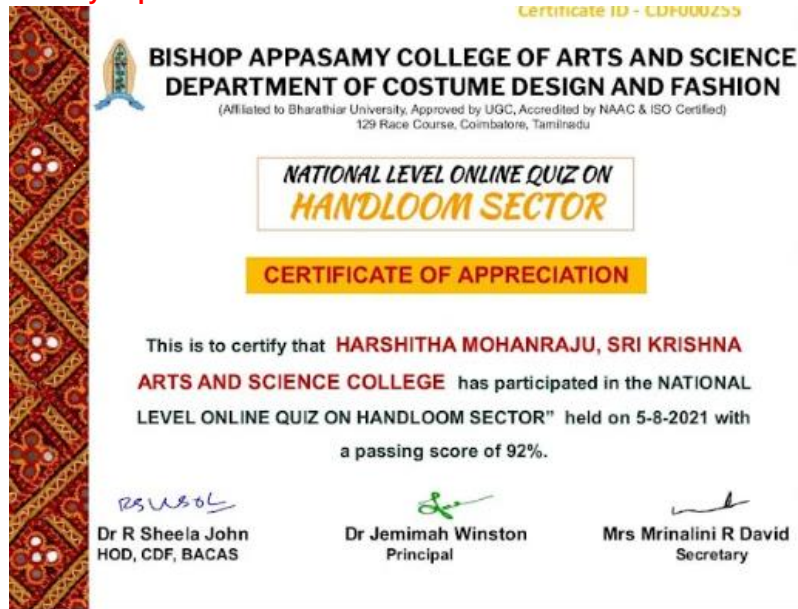 Certificate ID - CDF000255
BISHOP APPASAMY COLLEGE OF ARTS AND SCIENCE
DEPARTMENT OF COSTUME DESIGN AND FASHION
(Affiliated to Bharathiar University, Approved by UGC, Accredited by NAAC & ISO Certified)
129 Race Course, Coimbatore, Tamilnadu
NATIONAL LEVEL ONLINE QUIZ ON
HANDLOOM SECTOR
CERTIFICATE OF APPRECIATION
This is to certify that HARSHITHA MOHANRAJU, SRI KRISHNA
ARTS AND SCIENCE COLLEGE has participated in the NATIONAL
LEVEL ONLINE QUIZ ON HANDLOOM SECTOR” held on 5-8-2021 with
a passing score of 92%.
Dr R Sheela John
HOD, CDF, BACAS
Dr Jemimah Winston
Principal
Mrs Mrinalini R David
Secretary